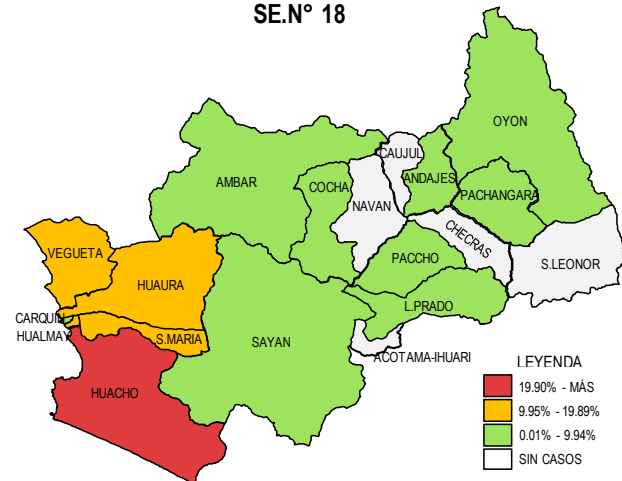 SE.N° 18
OYON
CAUJUL
AMBAR
COCHA
ANDAJES
NAVAN
PACHANGARA
CHECRAS
VEGUETA
PACCHO
S.LEONOR
HUAURA
L.PRADO
CARQUIN
HUALMAY
S.MARIA
SAYAN
ACOTAMA-IHUARI
HUACHO
LEYENDA
19.90% - MÁS
9.95% - 19.89%
0.01% - 9.94%
SIN CASOS